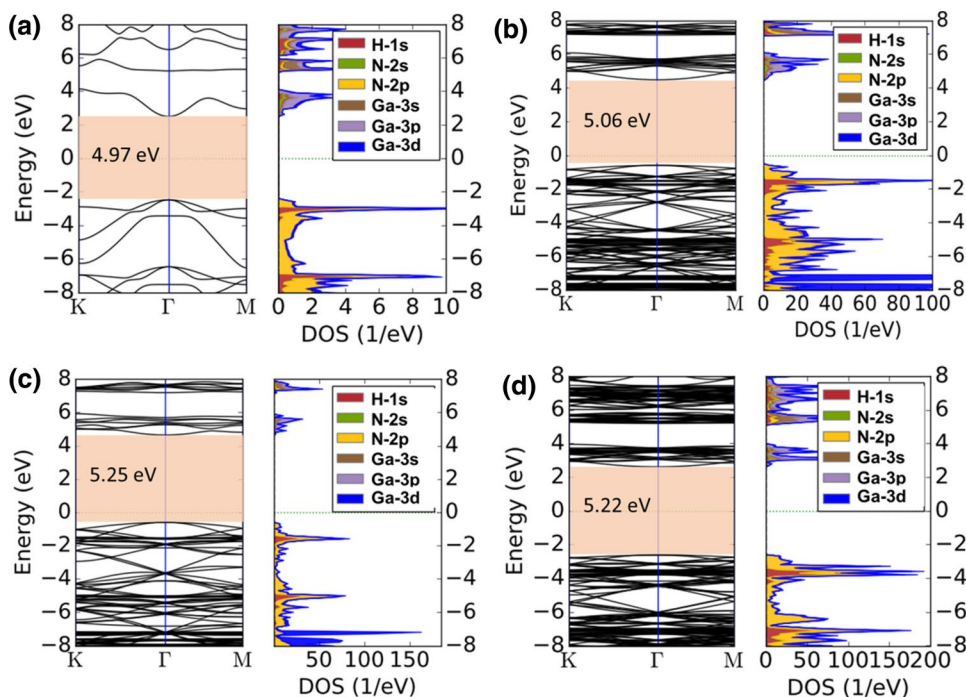 (a)
8
6
4
2
0
−2
−4
−6
−8
Energy (eV)
4.97 eV
K Γ M
H-1s
N-2s
N-2p
Ga-3s
Ga-3p
Ga-3d
8
6
4
2
0
−2
−4
−6
−8
0 2 4 6 8 10
DOS (1/eV)
(b)
8
6
4
2
0
−2
−4
−6
−8
Energy (eV)
5.06 eV
K Γ M
H-1s
N-2s
N-2p
Ga-3s
Ga-3p
Ga-3d
8
6
4
2
0
−2
−4
−6
−8
0 20 40 60 80 100
DOS (1/eV)
(c)
8
6
4
2
0
−2
−4
−6
−8
Energy (eV)
5.25 eV
K Γ M
H-1s
N-2s
N-2p
Ga-3s
Ga-3p
Ga-3d
8
6
4
2
0
−2
−4
−6
−8
50 100 150
DOS (1/eV)
(d)
8
6
4
2
0
−2
−4
−6
−8
Energy (eV)
5.22 eV
K Γ M
H-1s
N-2s
N-2p
Ga-3s
Ga-3p
Ga-3d
8
6
4
2
0
−2
−4
−6
−8
0 50 100 150 200
DOS (1/eV)